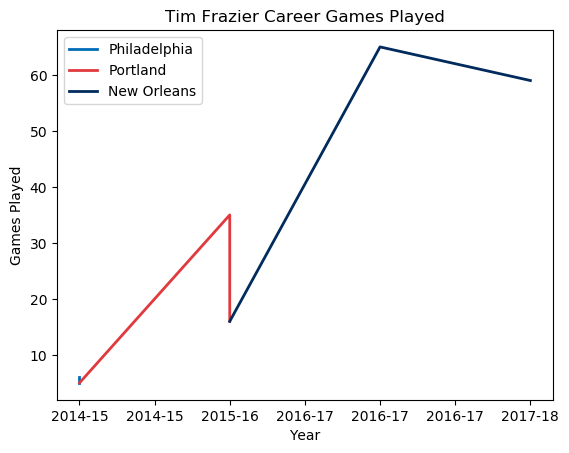 Tim Frazier Career Games Played
Philadelphia
Portland
New Orleans
60
50
40
30
20
10
Games Played
2014-15 2014-15 2015-16 2016-17 2016-17 2016-17 2017-18
Year